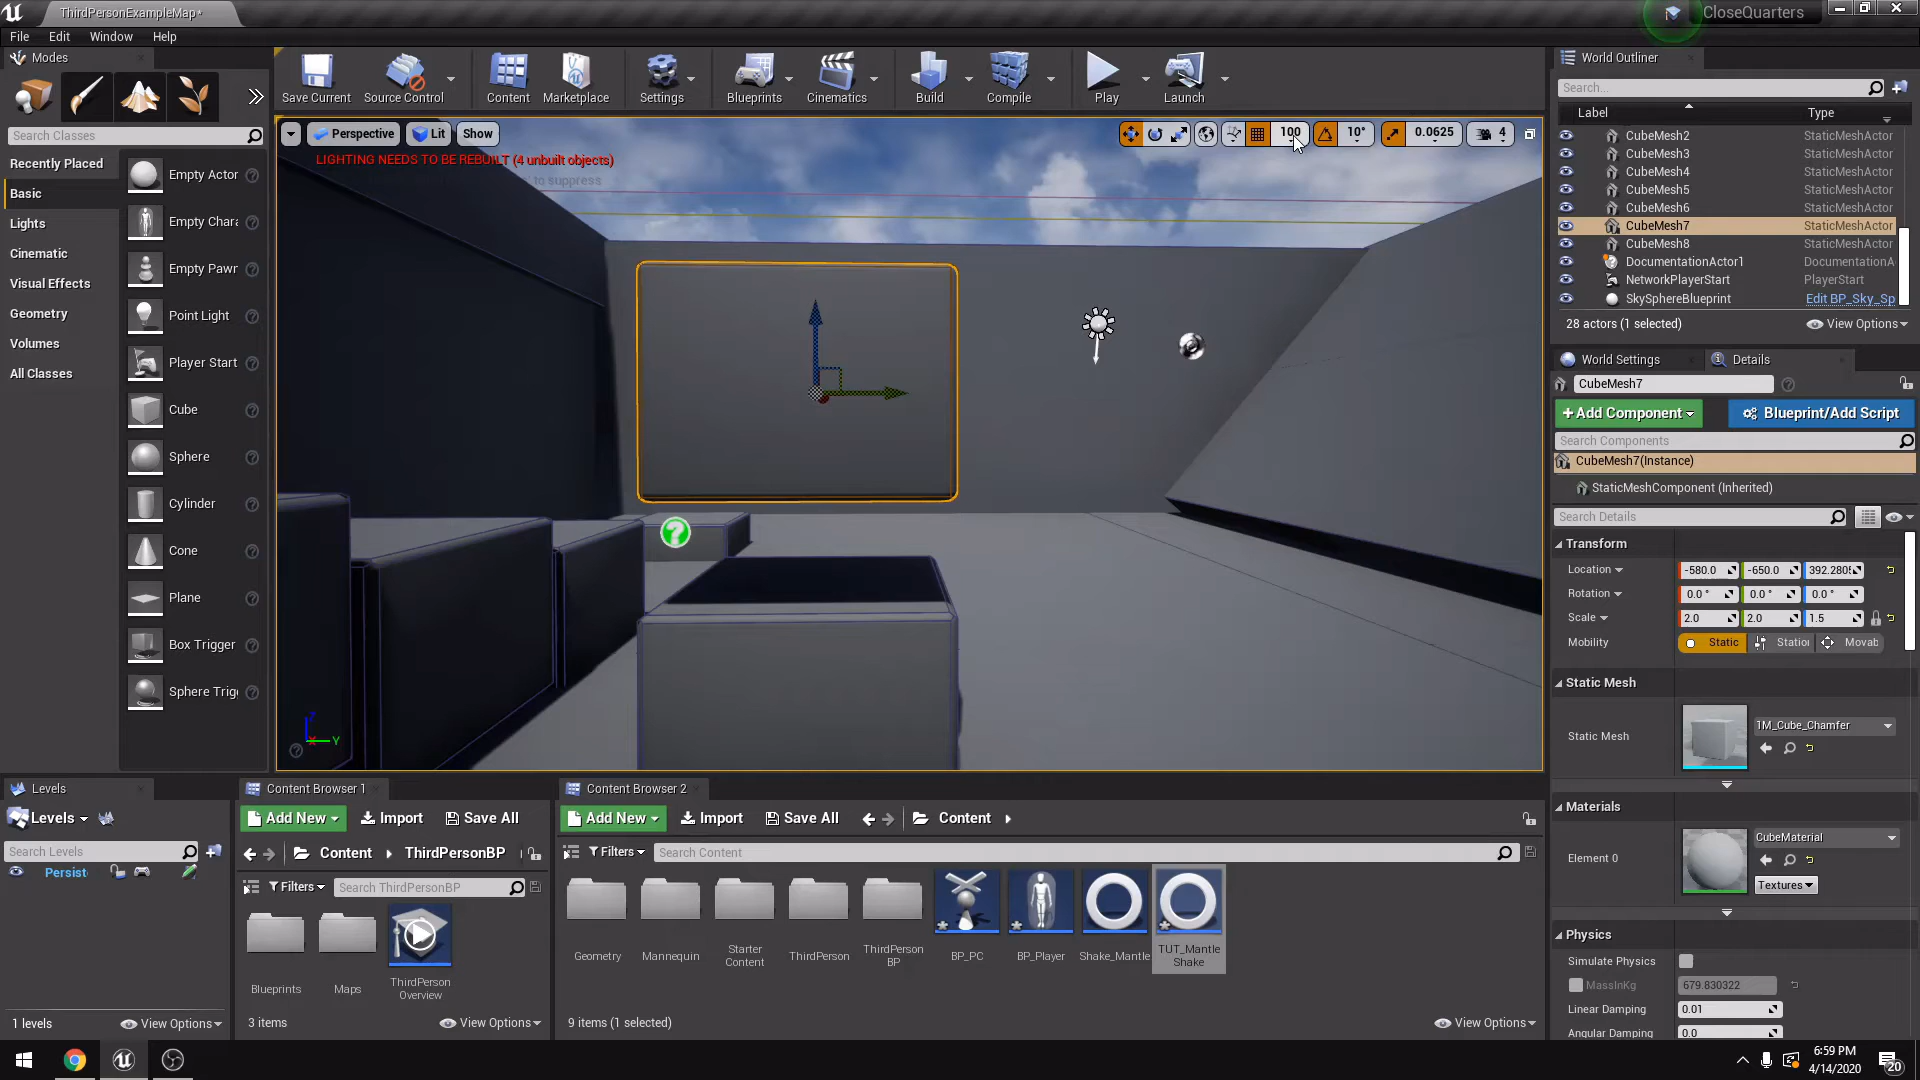 ThirdPersonExampleMap*
CloseQuarters
File Edit Window Help
Modes
Search Classes
Recently Placed
Basic
Lights
Cinematic
Visual Effects
Geometry
Volumes
All Classes
Empty Actor
Empty Chara
Empty Pawn
Point Light
Player Start
Cube
Sphere
Cylinder
Cone
Plane
Box Trigger
Sphere Trig
Save Current
Source Control
Content
Marketplace
Settings
Blueprints
Cinematics
Build
Compile
Play
Launch
Perspective
Lit
Show
100
10°
0.0625
4
LIGHTING NEEDS TO BE REBUILT (4 unbuilt objects)
to suppress
Z
X Y
World Outliner
Search...
Label Type
CubeMesh2 StaticMeshActor
CubeMesh3 StaticMeshActor
CubeMesh4 StaticMeshActor
CubeMesh5 StaticMeshActor
CubeMesh6 StaticMeshActor
CubeMesh7 StaticMeshActor
CubeMesh8 StaticMeshActor
DocumentationActor1 DocumentationA
NetworkPlayerStart PlayerStart
SkySphereBlueprint Edit BP_Sky_Sp
28 actors (1 selected) View Options
World Settings
Details
CubeMesh7
+Add Component
Blueprint/Add Script
Search Components
CubeMesh7(Instance)
StaticMeshComponent (Inherited)
Search Details
Transform
Location -580.0 -650.0 392.280
Rotation 0.0 ° 0.0 ° 0.0 °
Scale 2.0 2.0 1.5
Mobility Static Station Movab
Static Mesh
Static Mesh 1M_Cube_Chamfer
Materials
Element 0 CubeMaterial
Textures
Physics
Simulate Physics
MassInKg 679.830322
Linear Damping 0.01
Angular Damping 0.0
Levels
Levels
Search Levels
Persist
1 levels View Options
Content Browser 1
Add New Import Save All
Content ThirdPersonBP
Filters Search ThirdPersonBP
Blueprints
Maps
ThirdPerson
Overview
3 items View Options
Content Browser 2
Add New Import Save All Content
Filters Search Content
Geometry
Mannequin
Starter
Content
ThirdPerson
ThirdPerson
BP
BP_PC
BP_Player
Shake_Mantle
TUT_Mantle
Shake
9 items (1 selected) View Options
6:59 PM
4/14/2020
20